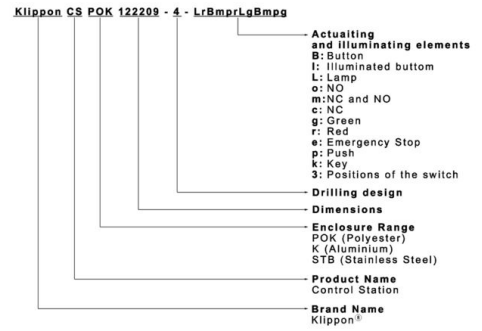 Klippon CS POK 122209 - 4 - LrBmprLgBmpg
Actuaiting
and illuminating elements
B: Button
I: Illuminated buttom
L: Lamp
o: NO
m:NC and NO
c: NC
g: Green
r: Red
e: Emergency Stop
p: Push
k: Key
3: Positions of the switch
Drilling design
Dimensions
Enclosure Range
POK (Polyester)
K (Aluminium)
STB (Stainless Steel)
Product Name
Control Station
Brand Name
Klippon®